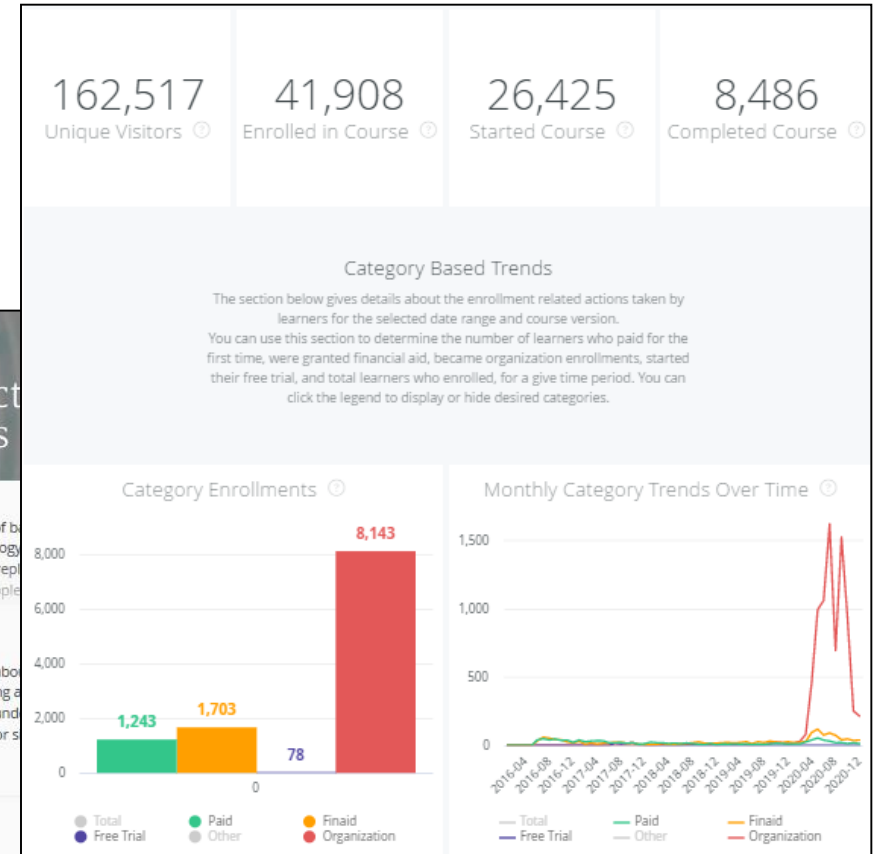 162,517
Unique Visitors
41,908
Enrolled in Course
26,425
Started Course
8,486
Completed Course
Category Based Trends
The section below gives details about the enrollment related actions taken by
learners for the selected date range and course version.
You can use this section to determine the number of learners who paid for the
first time, were granted financial aid, became organization enrollments, started
their free trial, and total learners who enrolled, for a give time period. You can
click the legend to display or hide desired categories.
Category Enrollments
8,143
8,000
6,000
4,000
2,000
0
1,243
1,703
78
0
Total
Paid
Finaid
Free Trial
Other
Organization
Monthly Category Trends Over Time
1,500
1,000
500
0
2016-04
2016-08
2016-12
2017-04
2017-08
2017-12
2018-04
2018-08
2018-12
2019-04
2019-08
2019-12
2020-04
2020-08
2020-12
Total
Paid
Finaid
Free Trial
Other
Organization